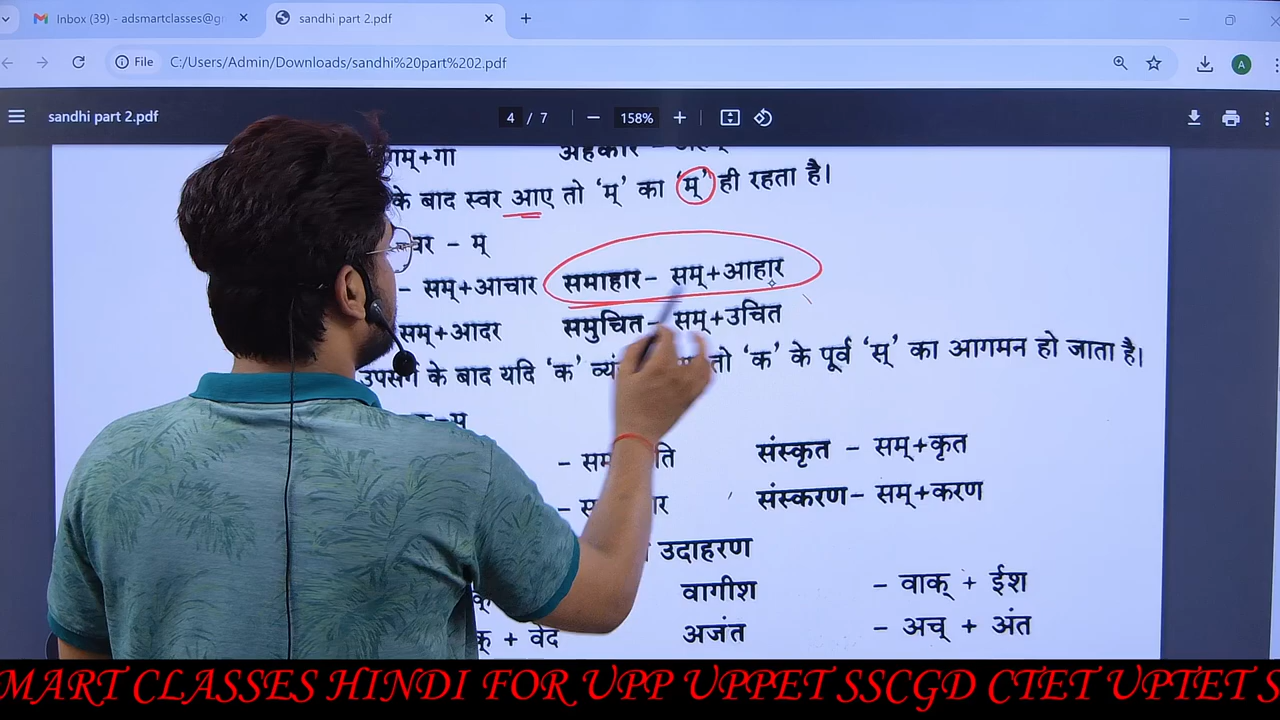 Inbox (39) - adsmartclasses@g
sandhi part 2.pdf
File C:/Users/Admin/Downloads/sandhi%20part%202.pdf
sandhi part 2.pdf
4 / 7
158%
गम्+गा अहंकार –
के बाद स्वर आए तो ‘म्’ का ‘म्’ ही रहता है।
– म्
– सम्+आचार समाहार– सम्+आहार
सम्+आदर समुचित– सम्+उचित
उपसर्ग के बाद यदि ‘क’ तो ‘क’ के पूर्व ‘स्’ का आगमन हो जाता है।
– संस्कृत – सम्+कृत
– संस्करण– सम्+करण
उदाहरण
वागीश – वाक् + ईश
+ वेद अजंत – अच् + अंत
MART CLASSES HINDI FOR UPP UPPET SSCGD CTET UPTET S